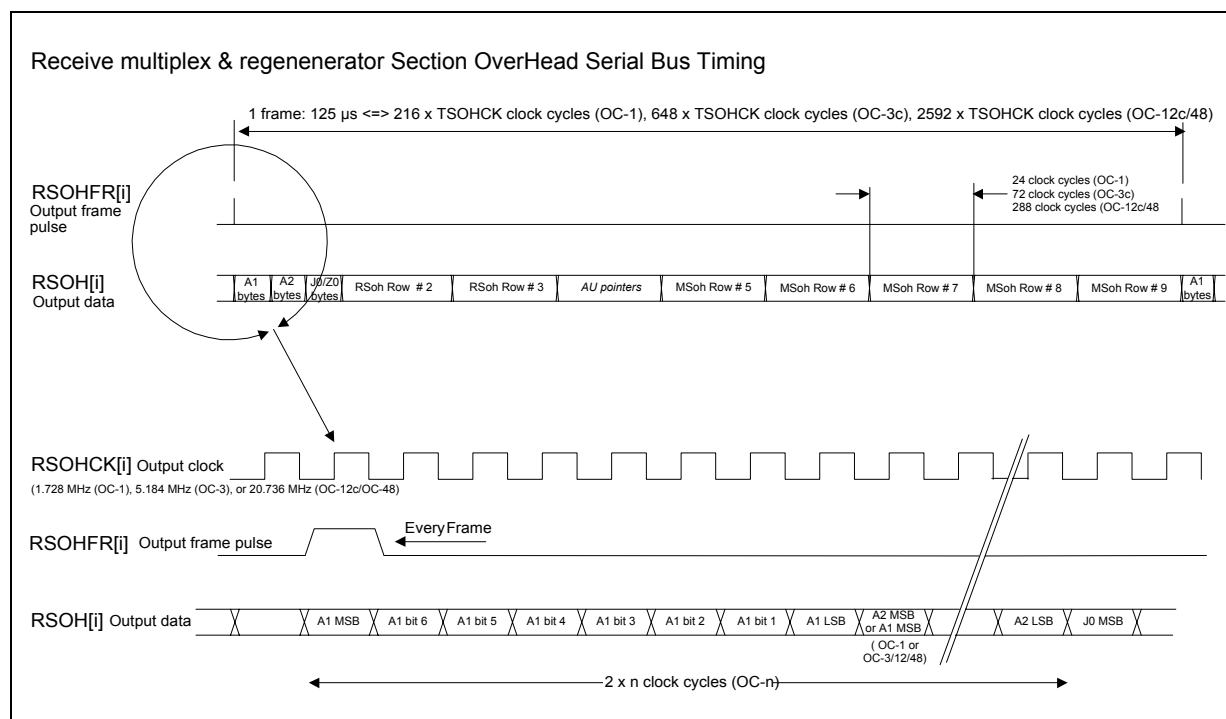 Receive multiplex & regenenerator Section OverHead Serial Bus Timing
1 frame: 125 µs <=> 216 x TSOHCK clock cycles (OC-1), 648 x TSOHCK clock cycles (OC-3c), 2592 x TSOHCK clock cycles (OC-12c/48)
RSOHFR[i]
Output frame
pulse
24 clock cycles (OC-1)
72 clock cycles (OC-3c)
288 clock cycles (OC-12c/48
RSOH[i]
Output data
A1
bytes
A2
bytes
J0/Z0
bytes
RSoh Row # 2
RSoh Row # 3
AU pointers
MSoh Row # 5
MSoh Row # 6
MSoh Row # 7
MSoh Row # 8
MSoh Row # 9
A1
bytes
RSOHCK[i] Output clock
(1.728 MHz (OC-1), 5.184 MHz (OC-3), or 20.736 MHz (OC-12c/OC-48)
RSOHFR[i] Output frame pulse
Every Frame
RSOH[i] Output data
A1 MSB
A1 bit 6
A1 bit 5
A1 bit 4
A1 bit 3
A1 bit 2
A1 bit 1
A1 LSB
A2 MSB
or A1 MSB
( OC-1 or
OC-3/12/48)
A2 LSB
J0 MSB
2 x n clock cycles (OC-n)